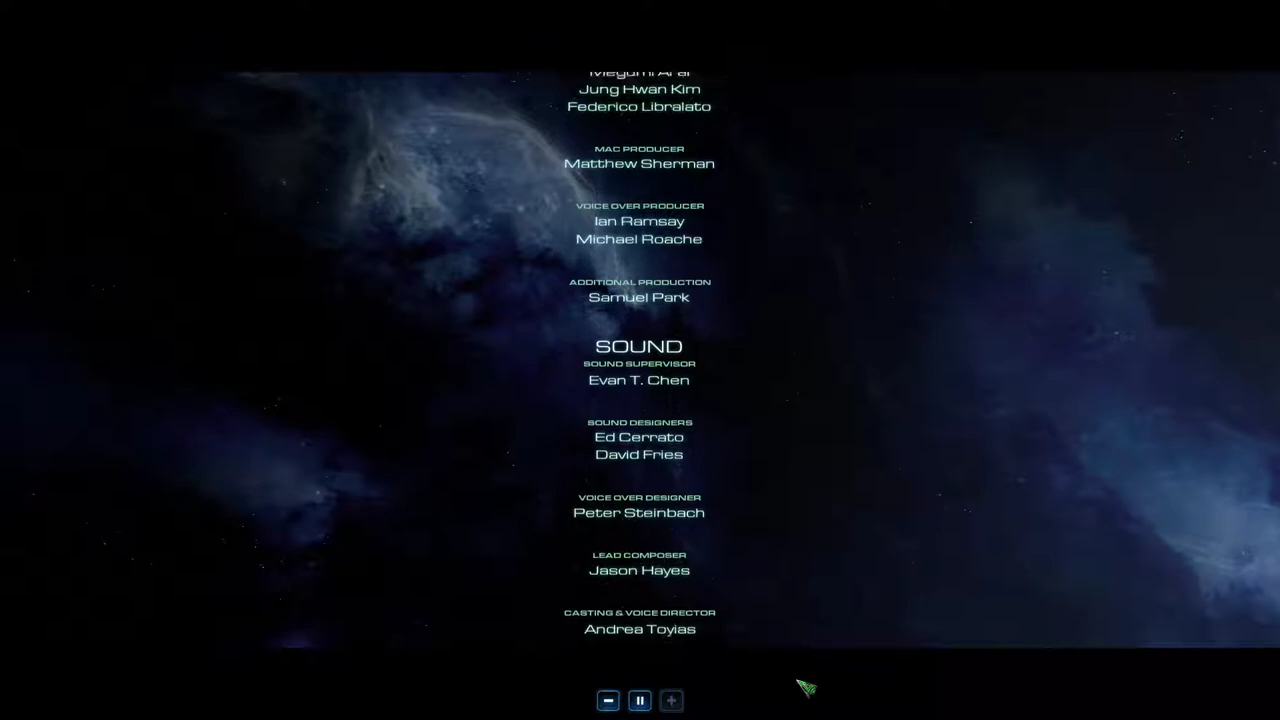 Jung Hwan Kim
Federico Libralato
MAC PRODUCER
Matthew Sherman
VOICE OVER PRODUCER
Ian Ramsay
Michael Roache
ADDITIONAL PRODUCTION
Samuel Park
SOUND
SOUND SUPERVISOR
Evan T. Chen
SOUND DESIGNERS
Ed Cerrato
David Fries
VOICE OVER DESIGNER
Peter Steinbach
LEAD COMPOSER
Jason Hayes
CASTING & VOICE DIRECTOR
Andrea Toyias